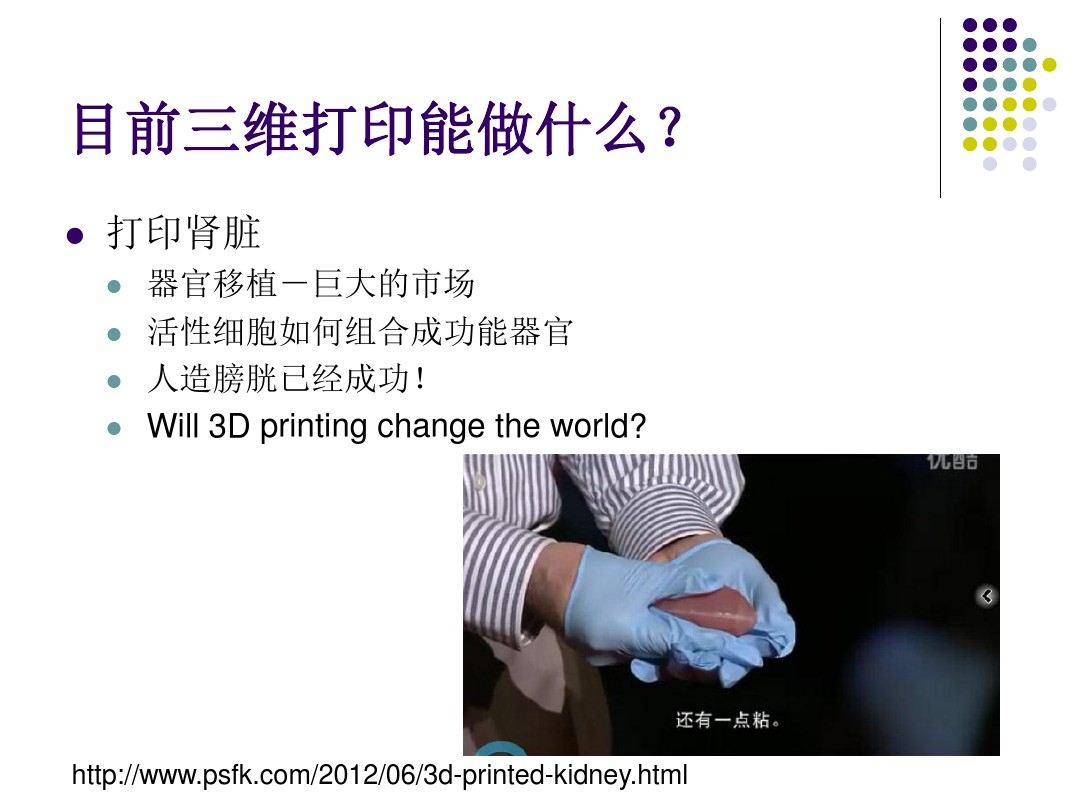 目前三维打印能做什么？
打印肾脏
器官移植－巨大的市场
活性细胞如何组合成功能器官
人造膀胱已经成功！
Will 3D printing change the world?
优酷
还有一点粘。
http://www.psfk.com/2012/06/3d-printed-kidney.html